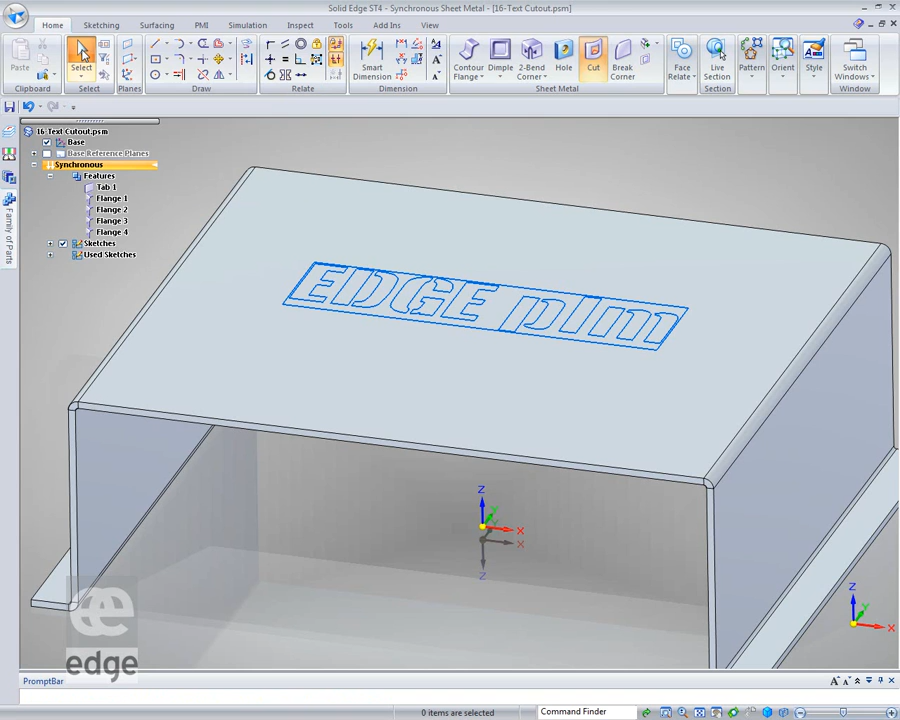 Solid Edge ST4 - Synchronous Sheet Metal - [16-Text Cutout.psm]
Home Sketching Surfacing PMI Simulation Inspect Tools Add Ins View
Paste
Select
Smart Dimension
Contour Flange
Dimple
2-Bend Corner
Hole
Cut
Break Corner
Face Relate
Live Section
Pattern
Orient
Style
Switch Windows
Clipboard Select Planes Draw Relate Dimension Sheet Metal Section Window
16-Text Cutout.psm
Base
Base Reference Planes
Synchronous
Features
Tab 1
Flange 1
Flange 2
Flange 3
Flange 4
Sketches
Used Sketches
Family of Parts
EDGE plm
Z
Y
Y
X
X
Z
Z
Y
X
edge
PromptBar
0 items are selected
Command Finder